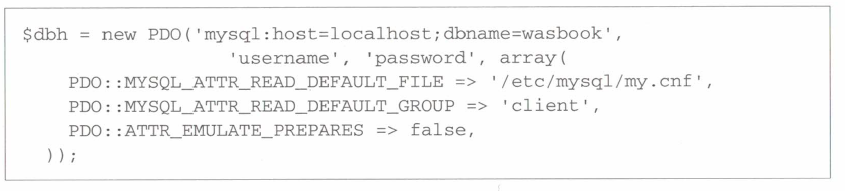 $dbh = new PDO('mysql:host=localhost;dbname=wasbook',
'username', 'password', array(
PDO::MYSQL_ATTR_READ_DEFAULT_FILE => '/etc/mysql/my.cnf',
PDO::MYSQL_ATTR_READ_DEFAULT_GROUP => 'client',
PDO::ATTR_EMULATE_PREPARES => false,
));